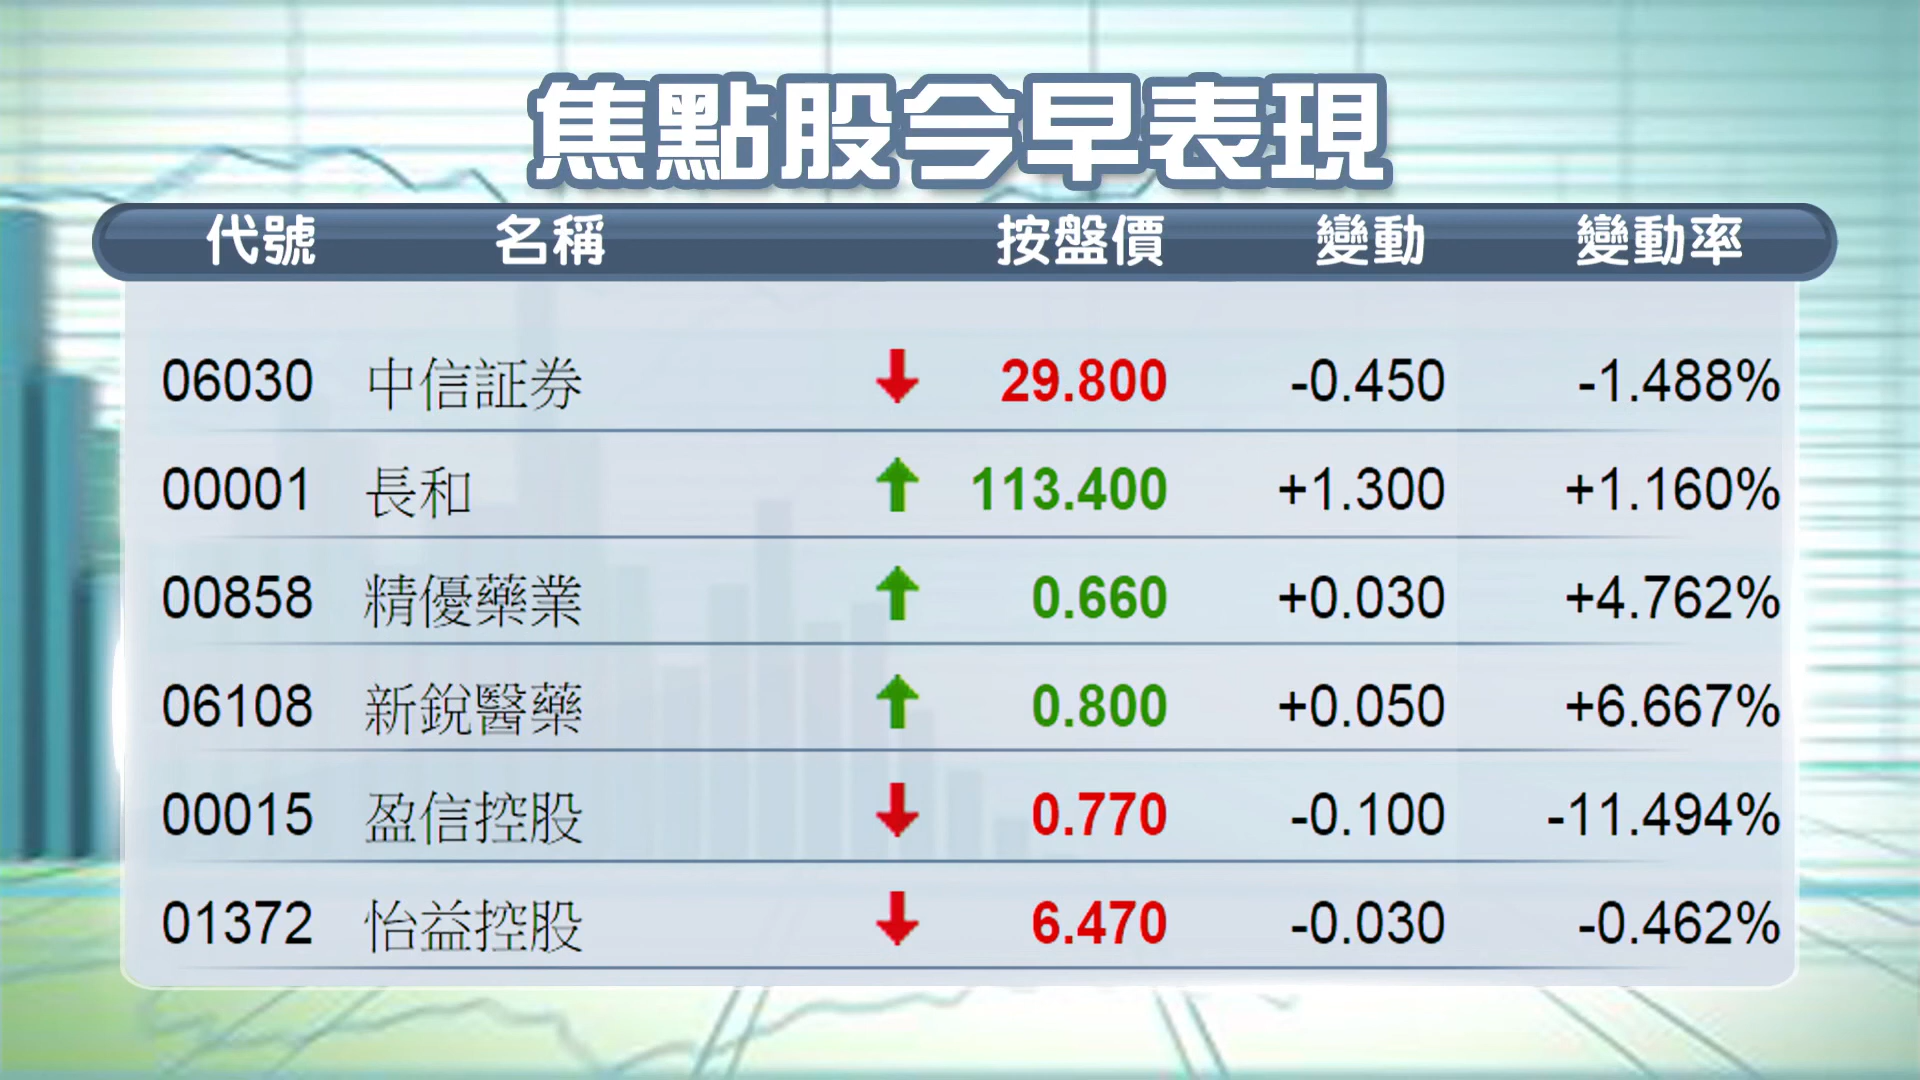 焦點股今早表現
代號 名稱 按盤價 變動 變動率
06030 中信証券 29.800 -0.450 -1.488%
00001 長和 113.400 +1.300 +1.160%
00858 精優藥業 0.660 +0.030 +4.762%
06108 新銳醫藥 0.800 +0.050 +6.667%
00015 盈信控股 0.770 -0.100 -11.494%
01372 怡益控股 6.470 -0.030 -0.462%